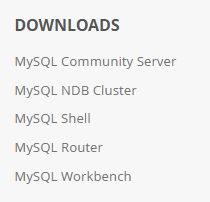 DOWNLOADS
MySQL Community Server
MySQL NDB Cluster
MySQL Shell
MySQL Router
MySQL Workbench